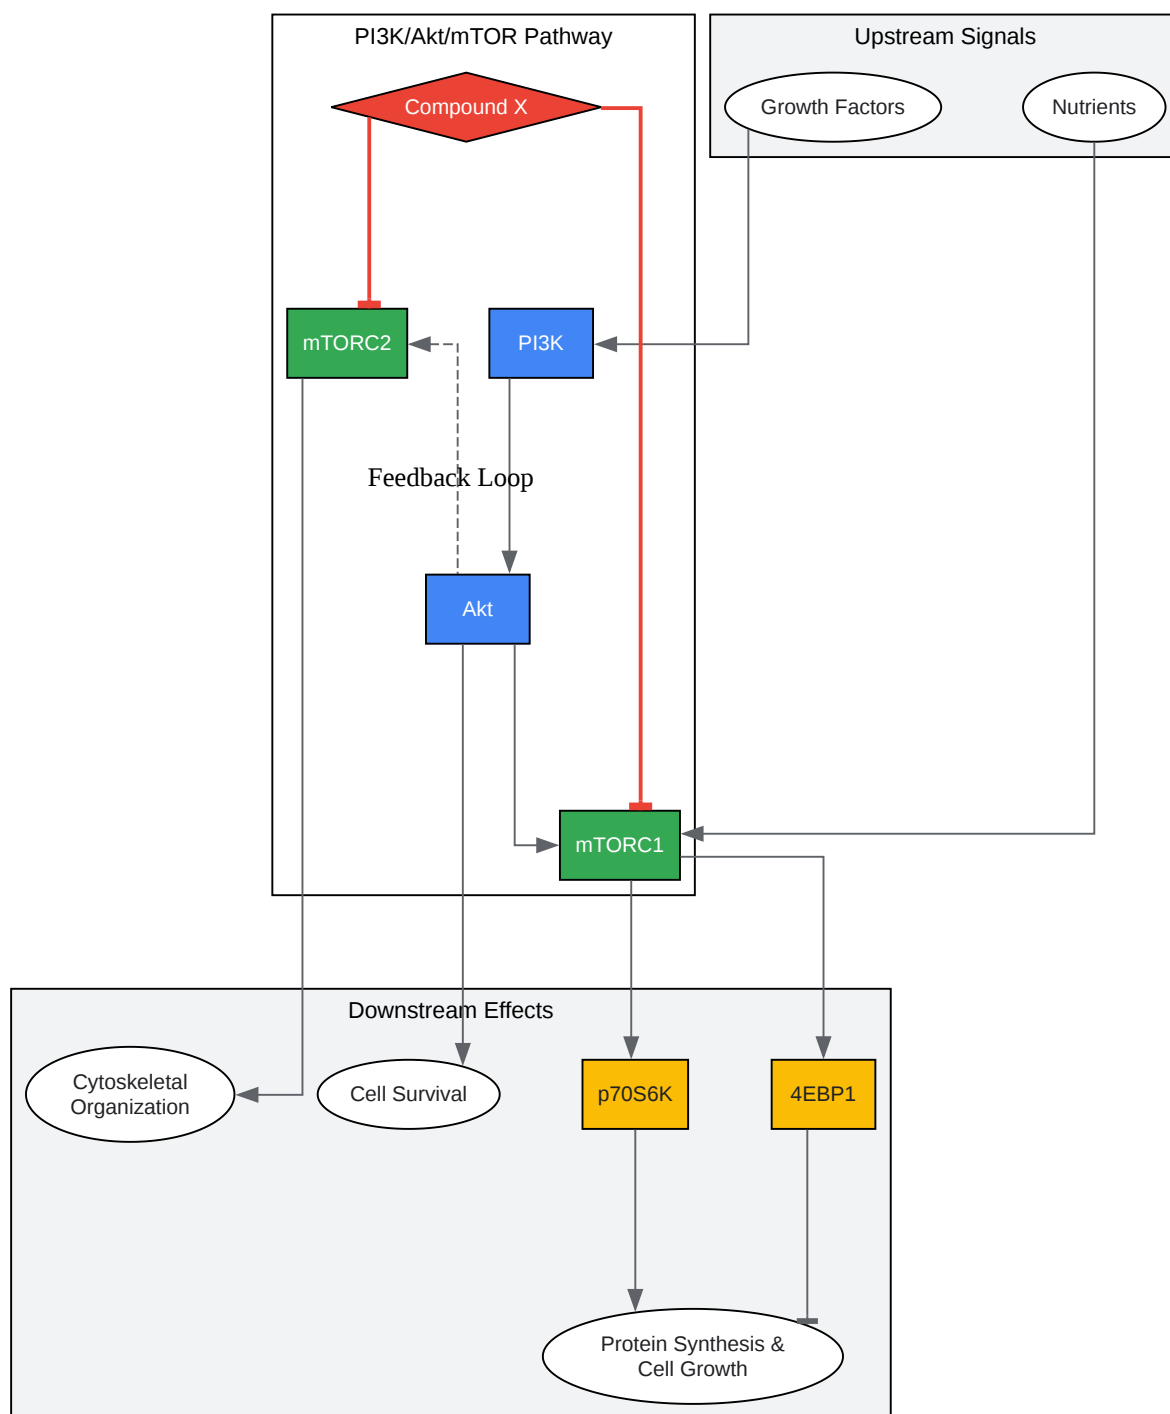 PI3K/Akt/mTOR Pathway
Upstream Signals
Compound X
Growth Factors
Nutrients
mTORC2
PI3K
Feedback Loop
Akt
mTORC1
Downstream Effects
Cytoskeletal
Organization
Cell Survival
p70S6K
4EBP1
Protein Synthesis &
Cell Growth